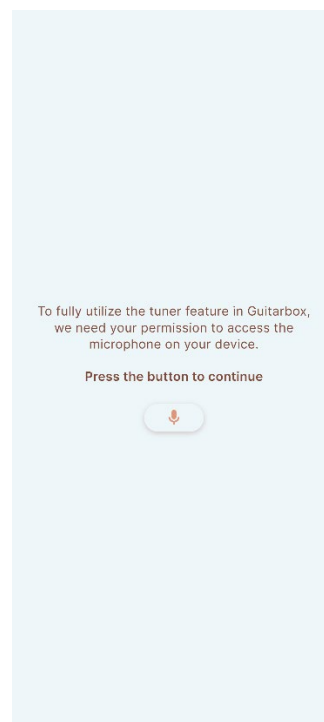 To fully utilize the tuner feature in Guitarbox,
we need your permission to access the
microphone on your device.
Press the button to continue